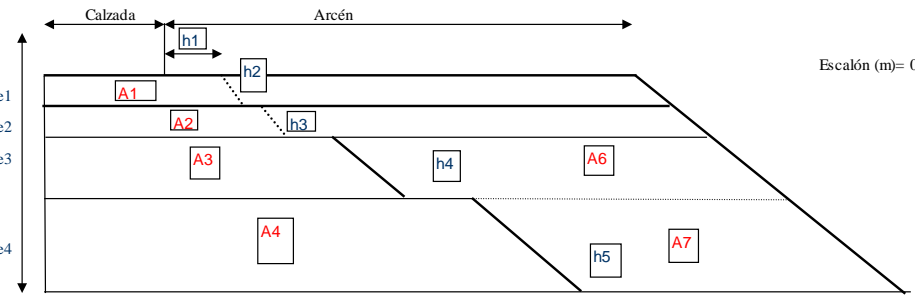 Calzada
Arcén
h1
h2
Escalón (m)= 0
A1
e1
A2
h3
e2
A3
h4
A6
e3
A4
A7
h5
e4